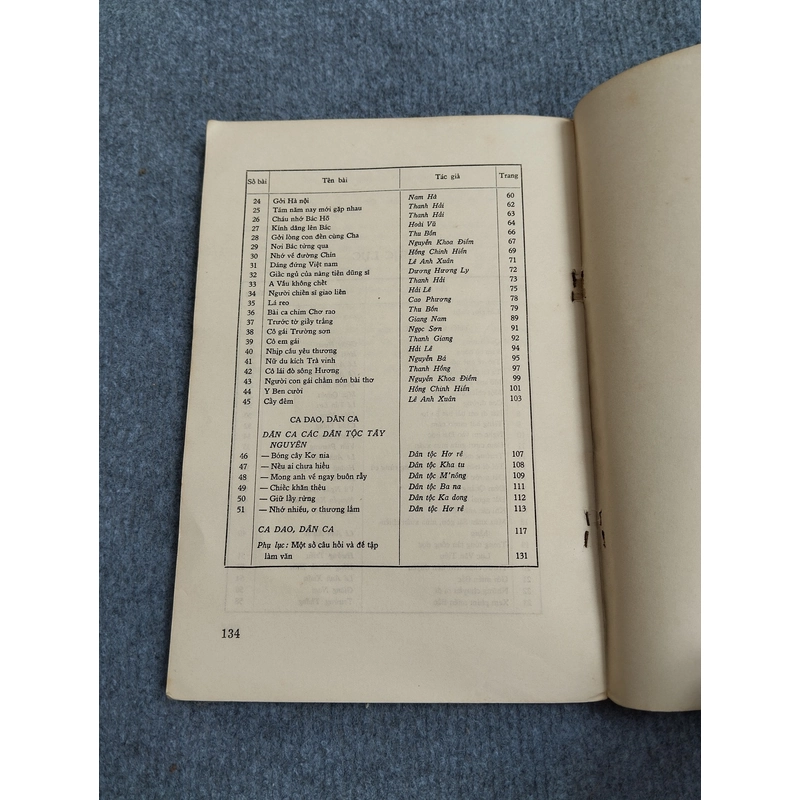 Số bài Tên bài Tác giả Trang
24 Gởi Hà nội Nam Hà 60
25 Tám năm nay mới gặp nhau Thanh Hải 62
26 Cháu nhớ Bác Hồ Thanh Hải 63
27 Kính dâng lên Bác Hoài Vũ 64
28 Gởi lòng con đến cùng Cha Thu Bồn 66
29 Nơi Bác từng qua Nguyễn Khoa Điềm 67
30 Nhớ về đường Chín Hồng Chinh Hiền 69
31 Dáng đứng Việt nam Lê Anh Xuân 71
32 Giấc ngủ của nàng tiên dũng sĩ Dương Hương Ly 72
33 A Vầu không chết Thanh Hải 73
34 Người chiến sĩ giao liên Hải Lê 75
35 Lá reo Cao Phương 78
36 Bài ca chim Chơ rao Thu Bồn 79
37 Trước tờ giấy trắng Giang Nam 89
38 Cô gái Trường sơn Ngọc Sơn 91
39 Cô em gái Thanh Giang 92
40 Nhịp cầu yêu thương Hải Lê 94
41 Nữ du kích Trà vinh Nguyễn Bá 95
42 Cô lái đò sông Hương Thanh Hồng 97
43 Người con gái chằm nón bài thơ Nguyễn Khoa Điềm 99
44 Y Ben cười Hồng Chinh Hiền 101
45 Cấy đêm Lê Anh Xuân 103
CA DAO, DÂN CA
DÂN CA CÁC DÂN TỘC TÂY
NGUYÊN
46 — Bóng cây Kơ nia Dân tộc Hơ rê 107
47 — Nếu ai chưa hiểu Dân tộc Kha tu 108
48 — Mong anh về ngay buôn rẫy Dân tộc M'nông 109
49 — Chiếc khăn thêu Dân tộc Ba na 111
50 — Giữ lấy rừng Dân tộc Ka dong 112
51 — Nhớ nhiều, ơ thương lắm Dân tộc Hơ rê 113
CA DAO, DÂN CA 117
Phụ lục: Một số câu hỏi và đề tập 131
làm văn
134